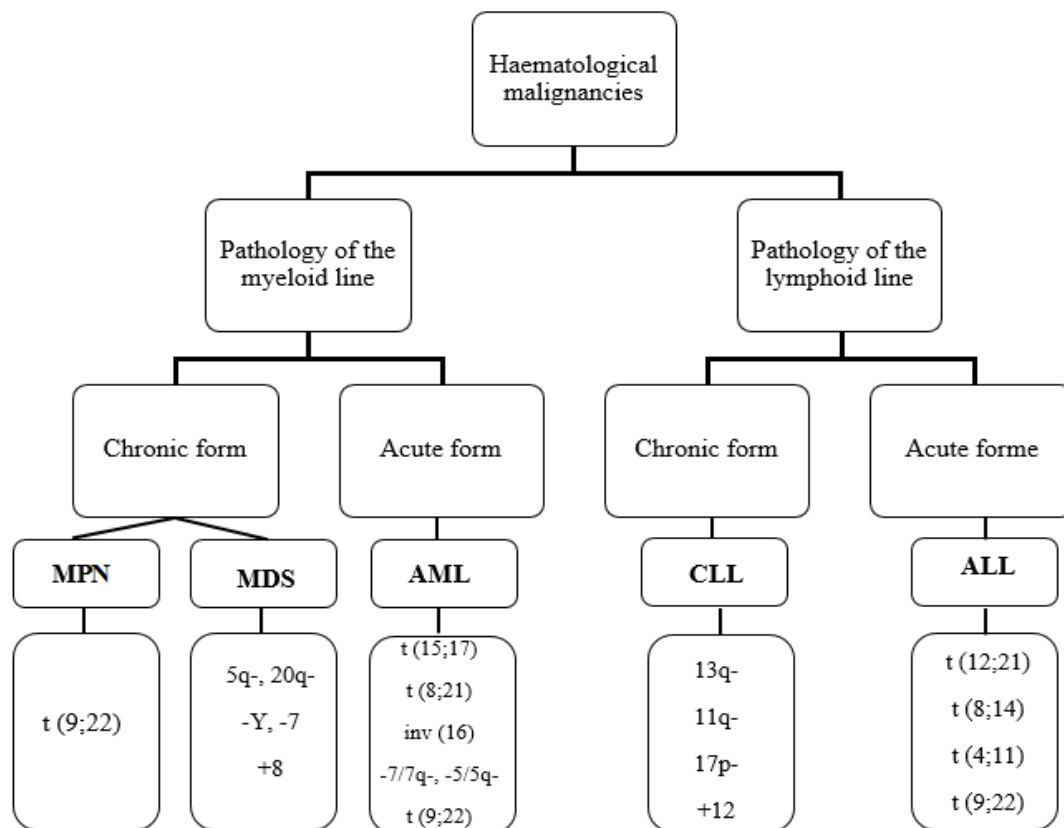 Haematological
malignancies
Pathology of the
myeloid line
Pathology of the
lymphoid line
Chronic form
Acute form
Chronic form
Acute forme
MPN
MDS
AML
CLL
ALL
t (9;22)
5q-, 20q-
-Y, -7
+8
t (15;17)
t (8;21)
inv (16)
-7/7q-, -5/5q-
t (9;22)
13q-
11q-
17p-
+12
t (12;21)
t (8;14)
t (4;11)
t (9;22)